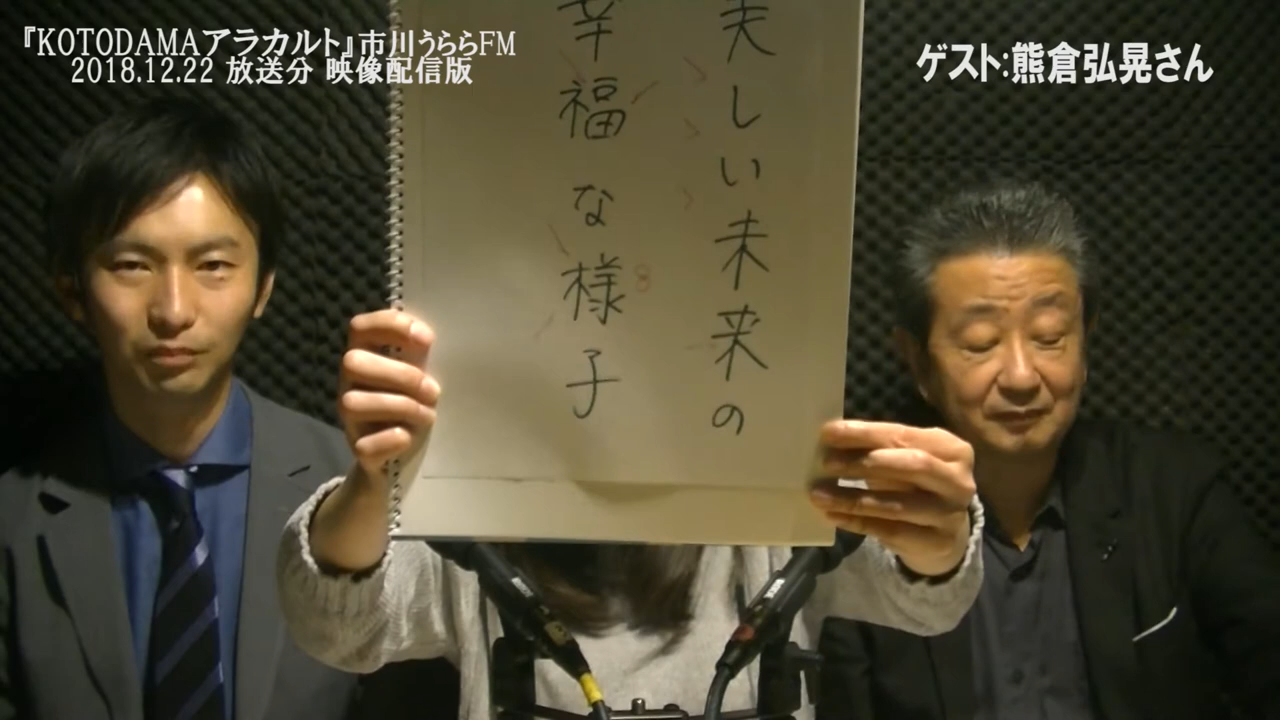 『KOTODAMAアラカルト』市川うららFM
2018.12.22 放送分 映像配信版
ゲスト:熊倉弘晃さん
しい未来の
幸福な様子